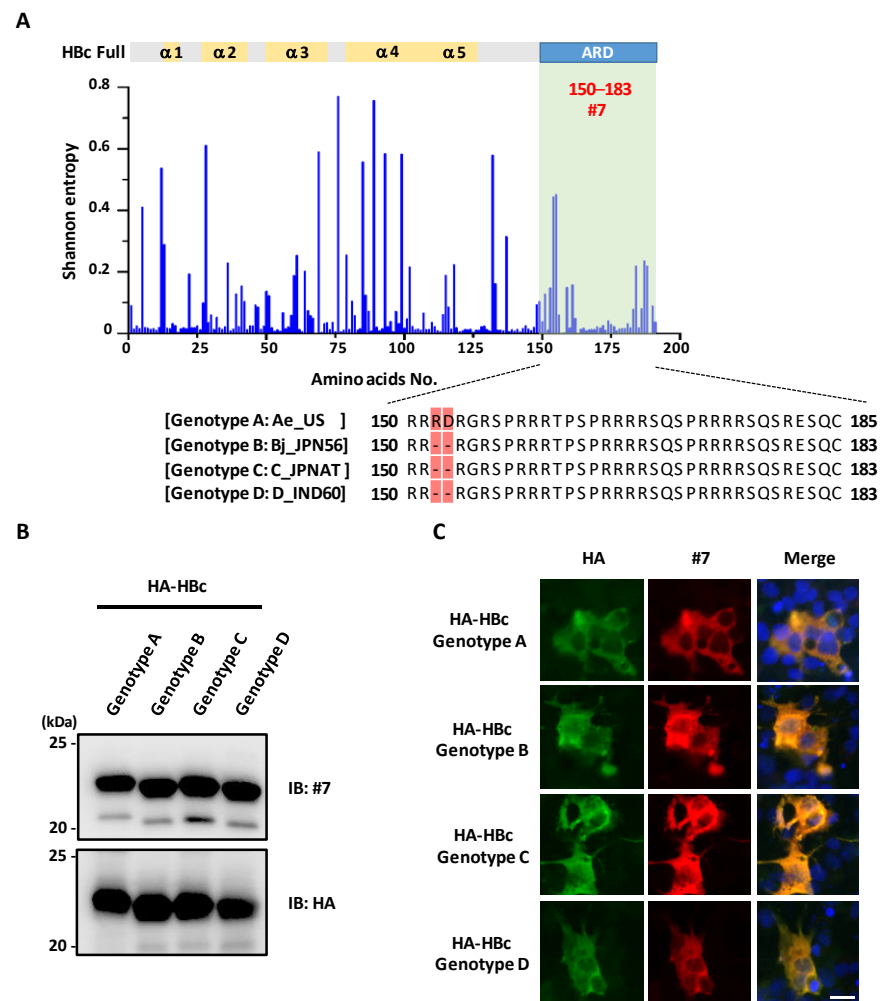 A
HBc Full α1 α2 α3 α4 α5 ARD
150–183
#7
Shannon entropy
0.8
0.6
0.4
0.2
0
0 25 50 75 100 125 150 175 200
Amino acids No.
[Genotype A: Ae_US ] 150 RRRDRGRSPRRRTPSPRRRRSQSPRRRRSQSRESQC 185
[Genotype B: Bj_JPN56] 150 RR--RGRSPRRRTPSPRRRRSQSPRRRRSQSRESQC 183
[Genotype C: C_JPNAT ] 150 RR--RGRSPRRRTPSPRRRRSQSPRRRRSQSRESQC 183
[Genotype D: D_IND60] 150 RR--RGRSPRRRTPSPRRRRSQSPRRRRSQSRESQC 183
B
HA-HBc
Genotype A Genotype B Genotype C Genotype D
(kDa)
25 -
IB: #7
20 -
25 -
IB: HA
20 -
C
HA #7 Merge
HA-HBc
Genotype A
HA-HBc
Genotype B
HA-HBc
Genotype C
HA-HBc
Genotype D